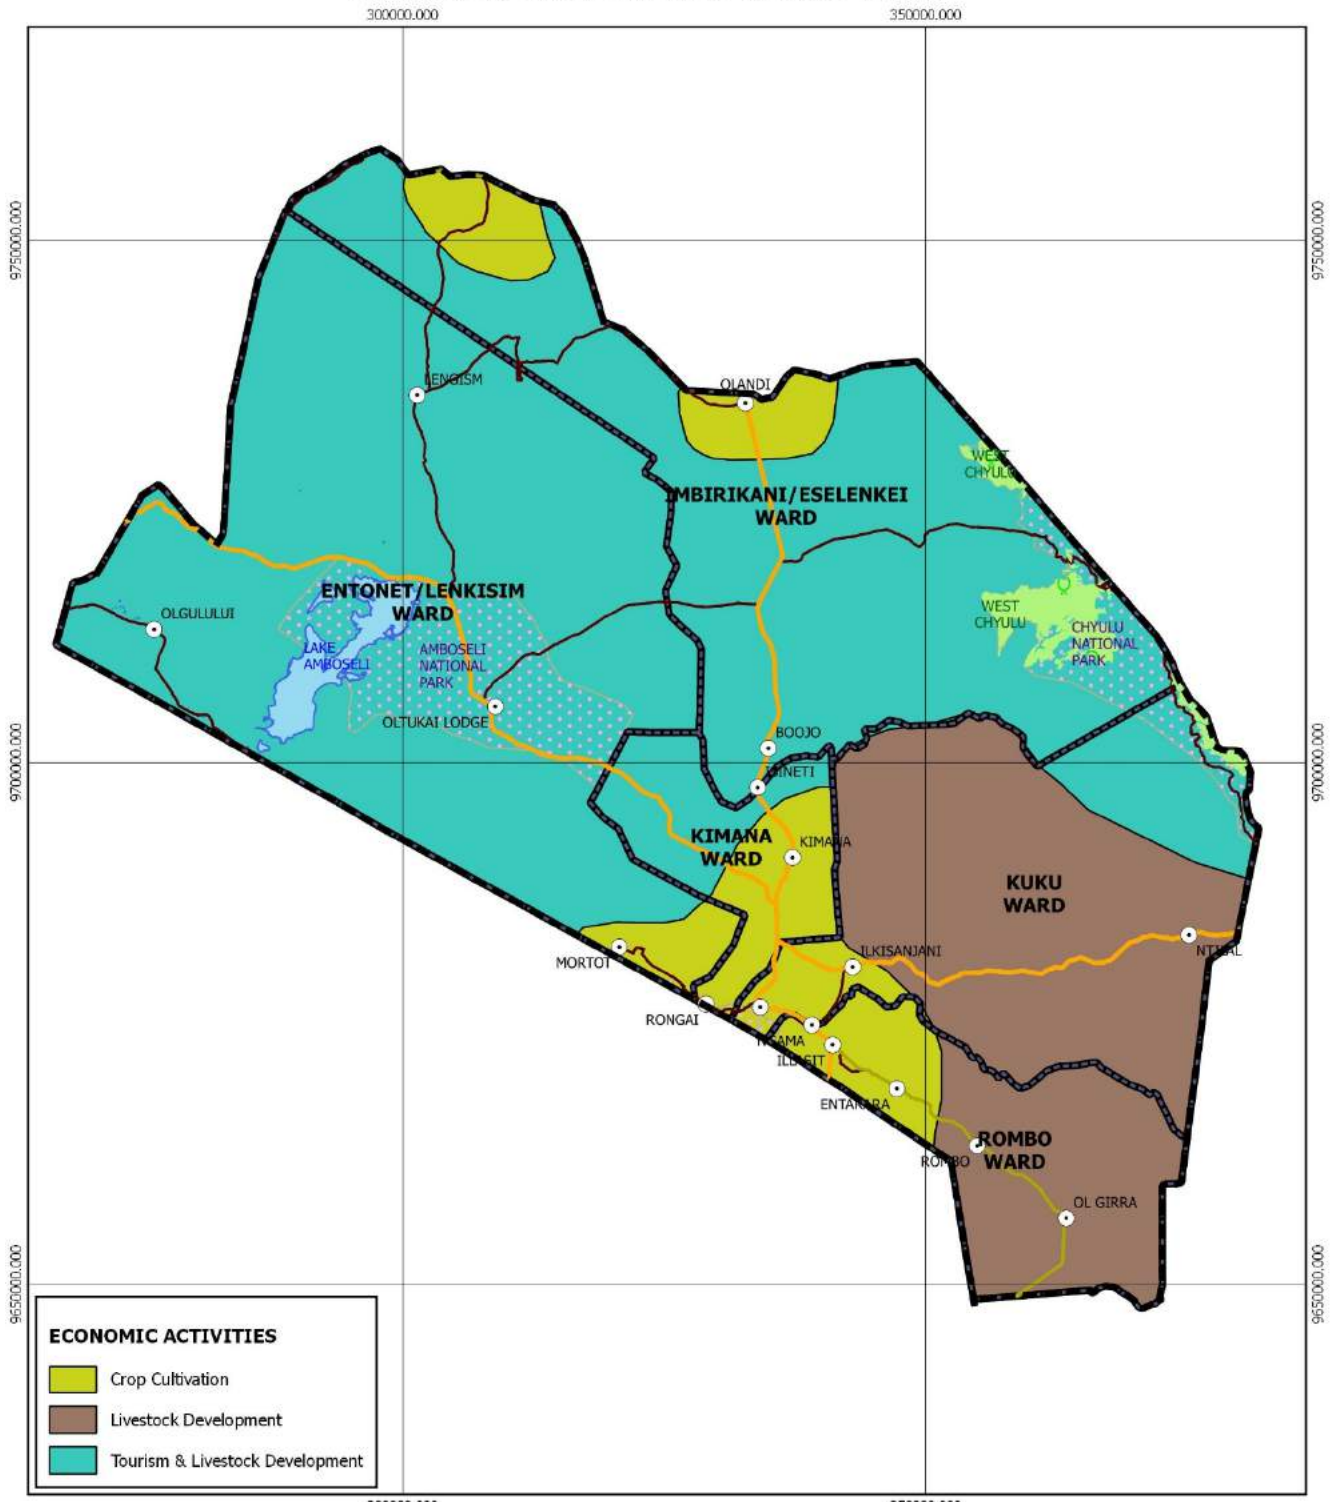 300000.000
350000.000
9750000.000
9750000.000
LENGISM
OLANDI
WEST
CHYULU
IMBIRIKANI/ESELENKEI
WARD
ENTONET/LENKISIM
WARD
OLGULULUI
WEST
CHYULU
CHYULU
NATIONAL
PARK
LAKE
AMBOSELI
AMBOSELI
NATIONAL
PARK
OLTUKAI LODGE
BOOJO
9700000.000
9700000.000
KIMANA
WARD
KIMANA
KUKU
WARD
ILKISANJANI
MORTOT
RONGAI
ENTARARA
ROMBO
WARD
ROMBO
OL GIRRA
9650000.000
9650000.000
ECONOMIC ACTIVITIES
Crop Cultivation
Livestock Development
Tourism & Livestock Development